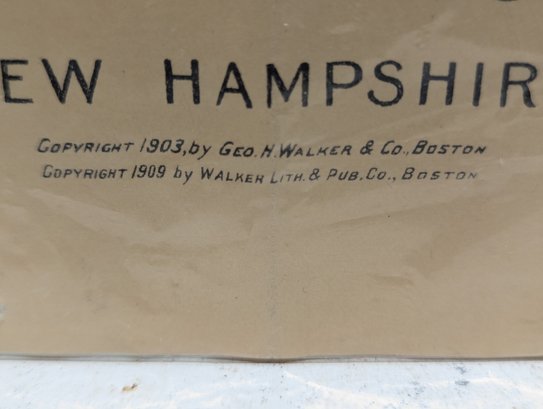 EW HAMPSHIR
COPYRIGHT 1903, by GEO. H. WALKER & CO., BOSTON
COPYRIGHT 1909 by WALKER LITH. & PUB. CO., BOSTON